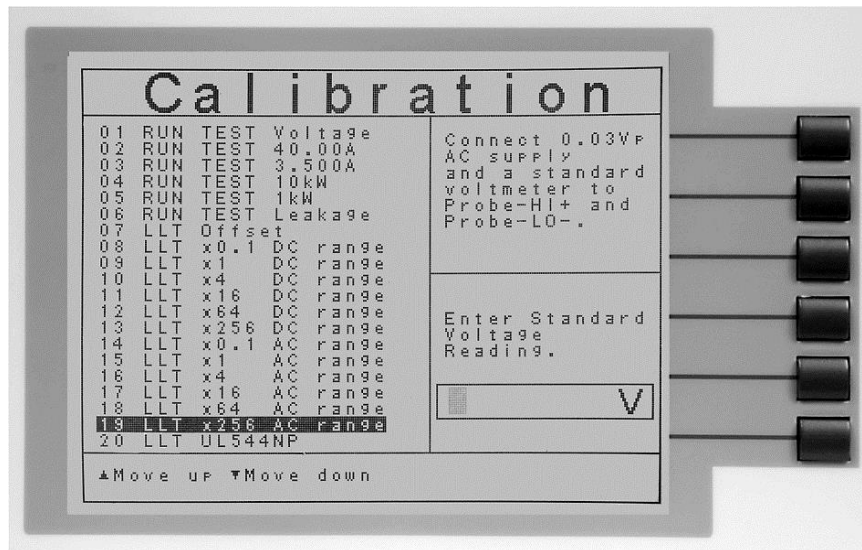 Calibration
01 RUN TEST Voltage
02 RUN TEST 40.00A
03 RUN TEST 3.500A
04 RUN TEST 10kW
05 RUN TEST 1kW
06 RUN TEST Leakage
07 LLT Offset
08 LLT x0.1 DC range
09 LLT x1 DC range
10 LLT x4 DC range
11 LLT x16 DC range
12 LLT x64 DC range
13 LLT x256 DC range
14 LLT x0.1 AC range
15 LLT x1 AC range
16 LLT x4 AC range
17 LLT x16 AC range
18 LLT x64 AC range
19 LLT x256 AC range
20 LLT UL544NP
Connect 0.03Vp
AC supply
and a standard
voltmeter to
Probe-HI+ and
Probe-LO-.
Enter Standard
Voltage
Reading.
V
▲Move up ▼Move down